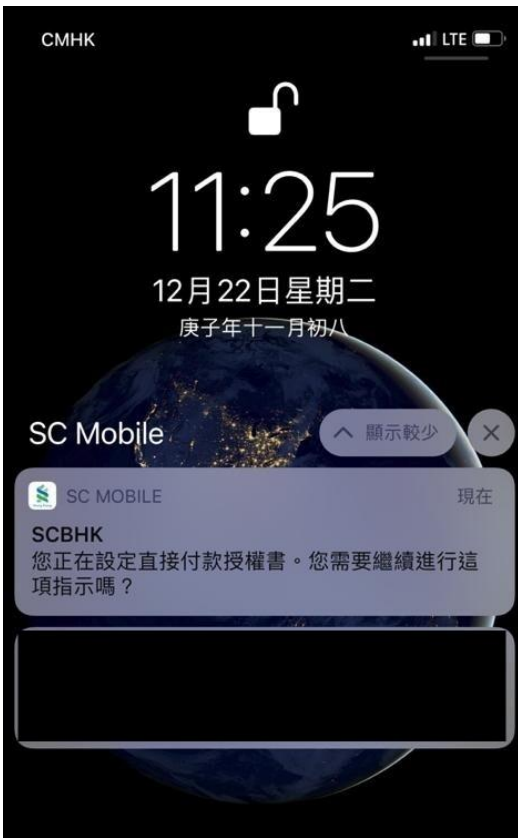 CMHK
LTE
11:25
12月22日星期二
庚子年十一月初八
SC Mobile
顯示較少
SC MOBILE
現在
SCBHK
您正在設定直接付款授權書。您需要繼續進行這
項指示嗎？